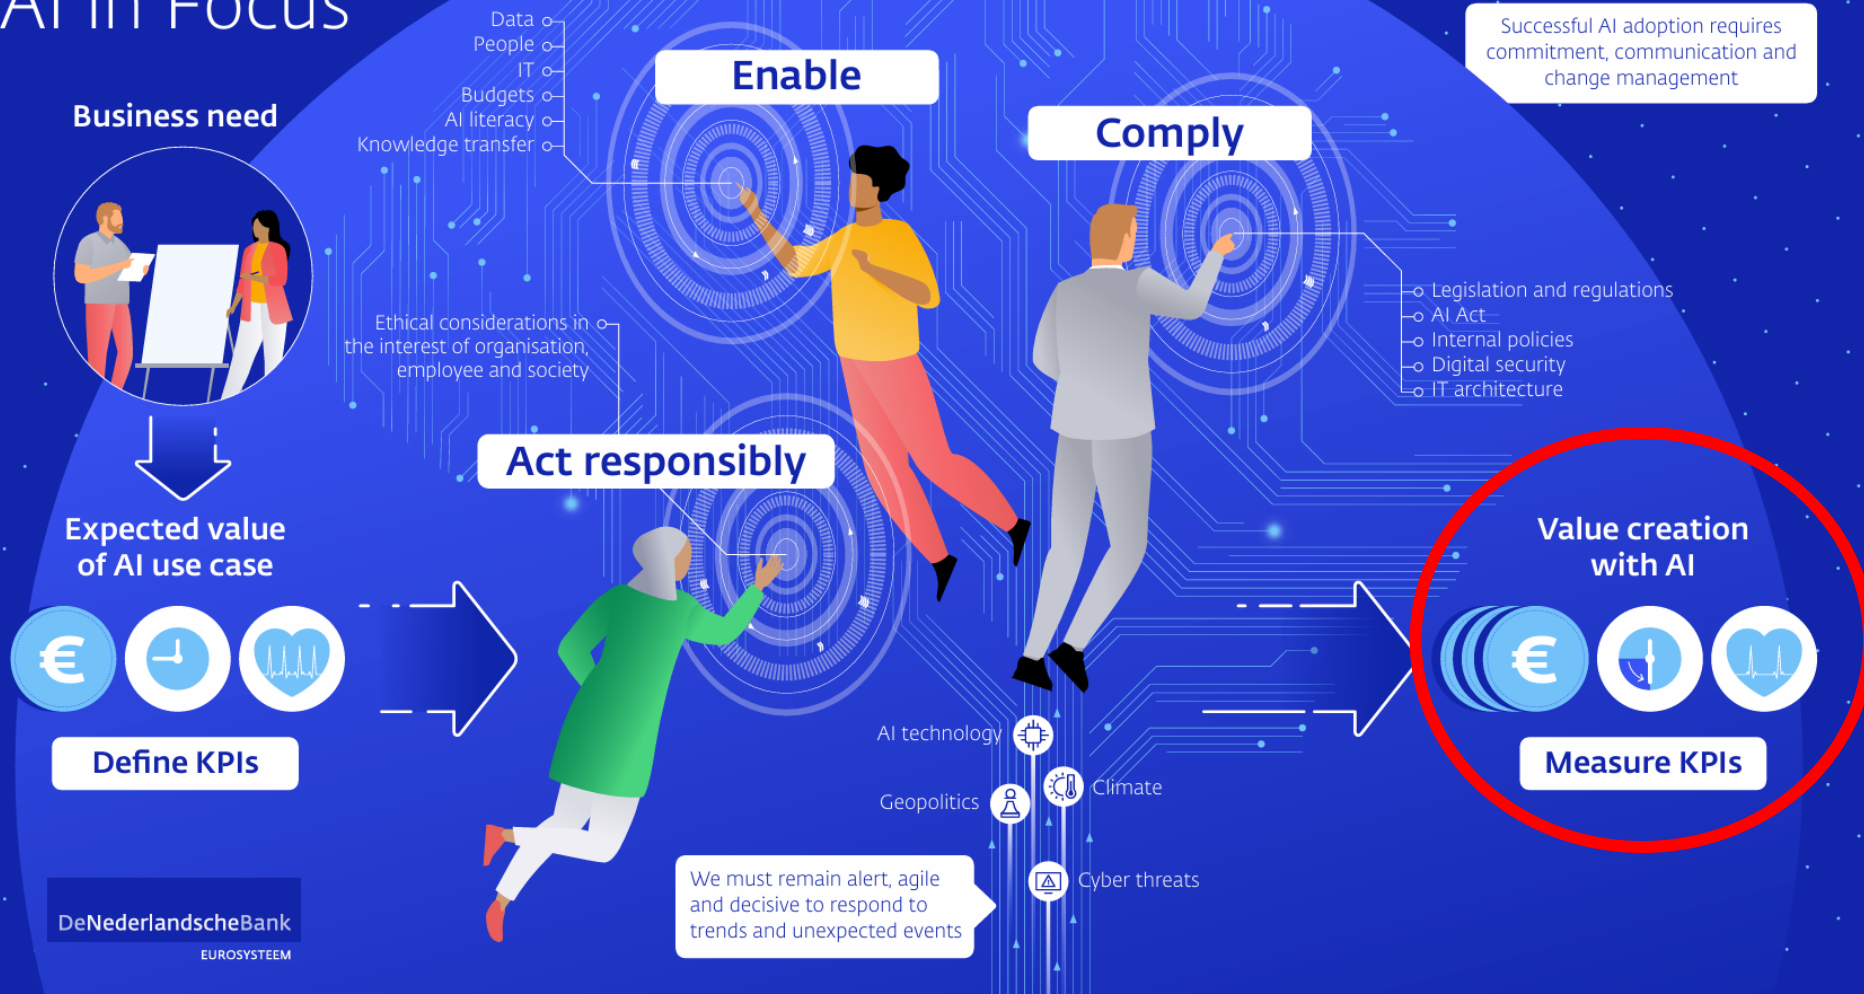 AI in Focus
Data
People
IT
Budgets
AI literacy
Knowledge transfer
Enable
Comply
Successful AI adoption requires
commitment, communication and
change management
Business need
Legislation and regulations
AI Act
Internal policies
Digital security
IT architecture
Ethical considerations in
the interest of organisation,
employee and society
Act responsibly
Expected value
of AI use case
€
Define KPIs
Value creation
with AI
€
Measure KPIs
AI technology
Climate
Geopolitics
Cyber threats
We must remain alert, agile
and decisive to respond to
trends and unexpected events
DeNederlandscheBank
EUROSYSTEEM